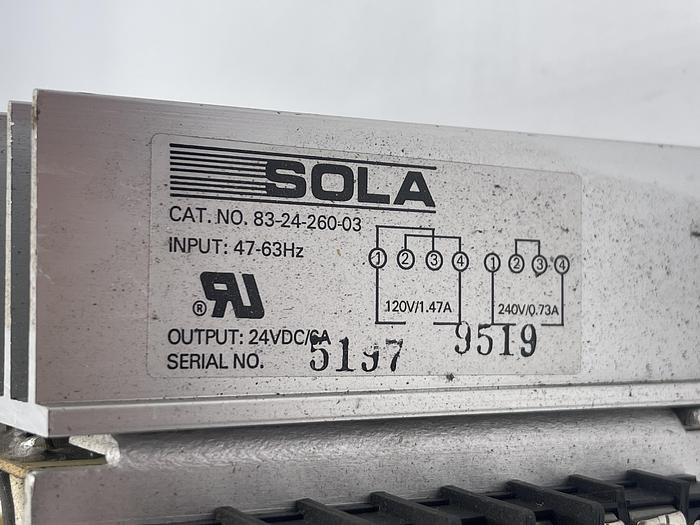 SOLA
CAT. NO. 83-24-260-03
INPUT: 47-63Hz
1 2 3 4 1 2 3 4
120V/1.47A 240V/0.73A
®
OUTPUT: 24VDC/6A
SERIAL NO. 5197 9519